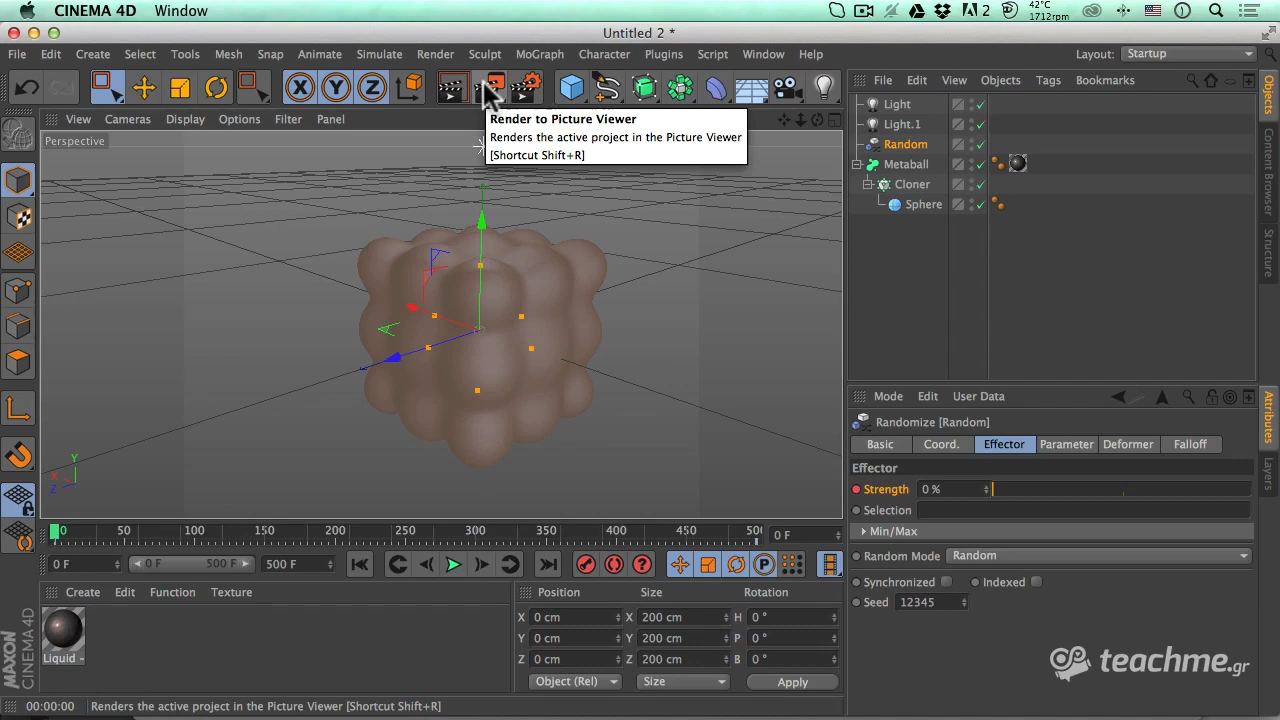 CINEMA 4D Window 2 42°C 1712rpm
Untitled 2 *
File Edit Create Select Tools Mesh Snap Animate Simulate Render Sculpt MoGraph Character Plugins Script Window Help Layout: Startup
X Y Z
File Edit View Objects Tags Bookmarks
View Cameras Display Options Filter Panel
Render to Picture Viewer
Renders the active project in the Picture Viewer
[Shortcut Shift+R]
Perspective
Light
Light.1
Random
Metaball
Cloner
Sphere
Objects
Content Browser
Structure
Y
X
Z
Mode Edit User Data
Randomize [Random]
Basic Coord. Effector Parameter Deformer Falloff
Effector
Strength 0 %
Selection
Min/Max
Random Mode Random
Synchronized Indexed
Seed 12345
Attributes
Layers
0 50 100 150 200 250 300 350 400 450 50 0 F
0 F 0 F 500 F 500 F
P
Create Edit Function Texture
Liquid -
Position Size Rotation
X 0 cm X 200 cm H 0 °
Y 0 cm Y 200 cm P 0 °
Z 0 cm Z 200 cm B 0 °
Object (Rel) Size Apply
MAXON
CINEMA 4D
teachme.gr
00:00:00 Renders the active project in the Picture Viewer [Shortcut Shift+R]